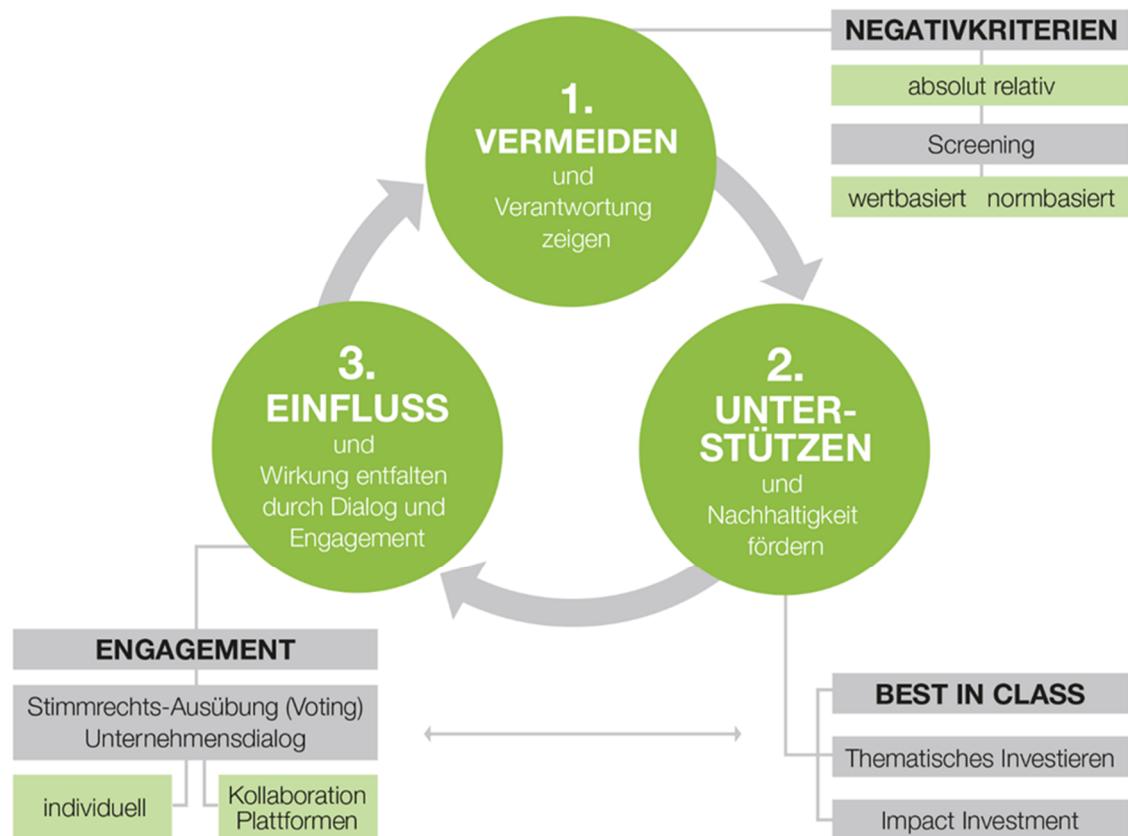 1.
VERMEIDEN
und
Verantwortung
zeigen
NEGATIVKRITERIEN
absolut relativ
Screening
wertbasiert normbasiert
2.
UNTER-
STÜTZEN
und
Nachhaltigkeit
fördern
BEST IN CLASS
Thematisches Investieren
Impact Investment
3.
EINFLUSS
und
Wirkung entfalten
durch Dialog und
Engagement
ENGAGEMENT
Stimmrechts-Ausübung (Voting)
Unternehmensdialog
individuell
Kollaboration
Plattformen